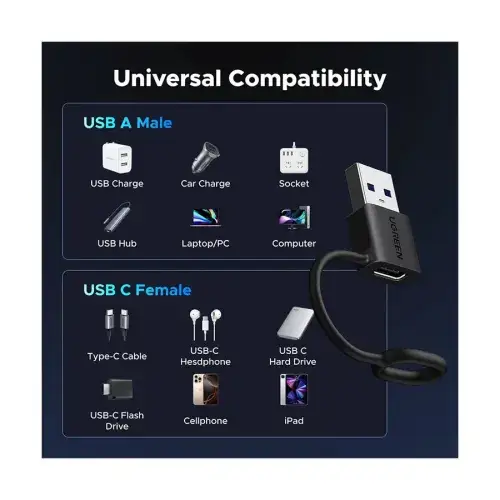 Universal Compatibility
USB A Male
USB Charge
Car Charge
Socket
USB Hub
Laptop/PC
Computer
UGREEN
USB C Female
Type-C Cable
USB-C
Hesdphone
USB C
Hard Drive
USB-C Flash
Drive
Cellphone
iPad